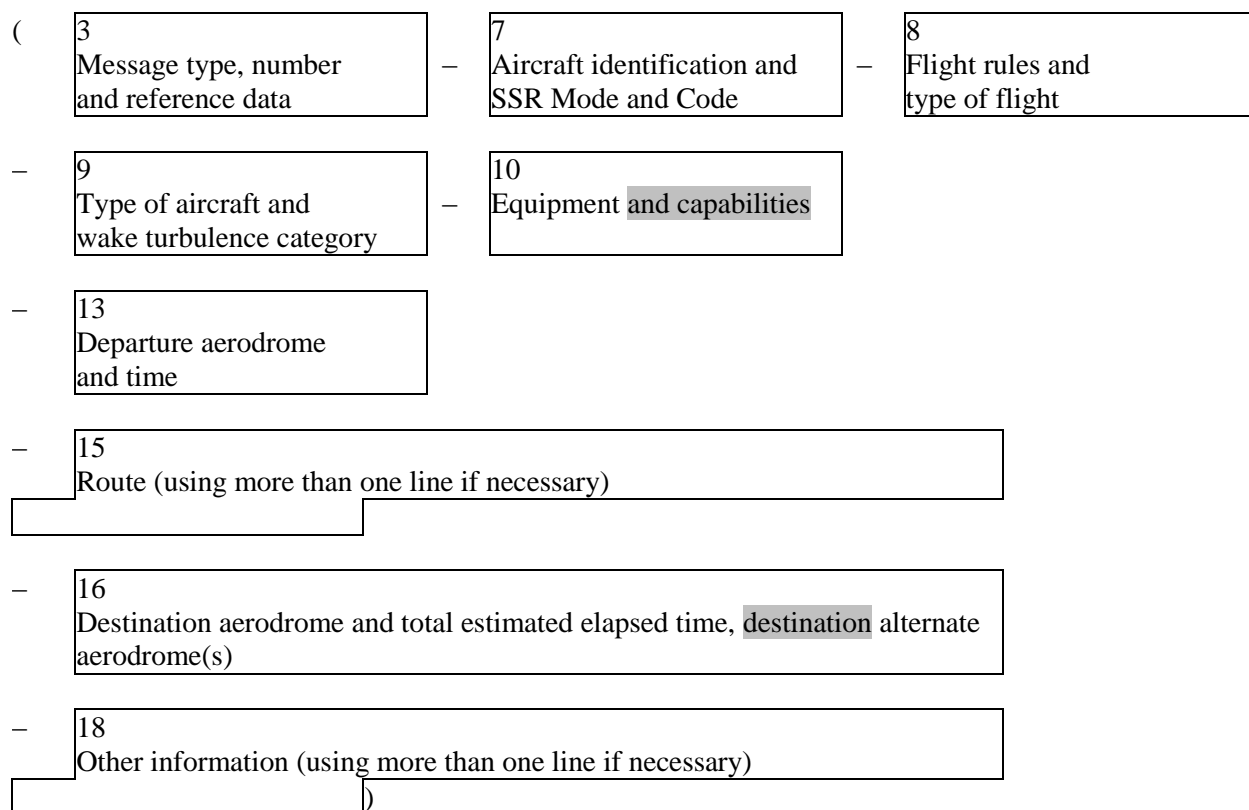 ( 3 7 8
Message type, number – Aircraft identification and – Flight rules and
and reference data SSR Mode and Code type of flight
– 9 10
Type of aircraft and – Equipment and capabilities
wake turbulence category
– 13
Departure aerodrome
and time
– 15
Route (using more than one line if necessary)
– 16
Destination aerodrome and total estimated elapsed time, destination alternate
aerodrome(s)
– 18
Other information (using more than one line if necessary)
)